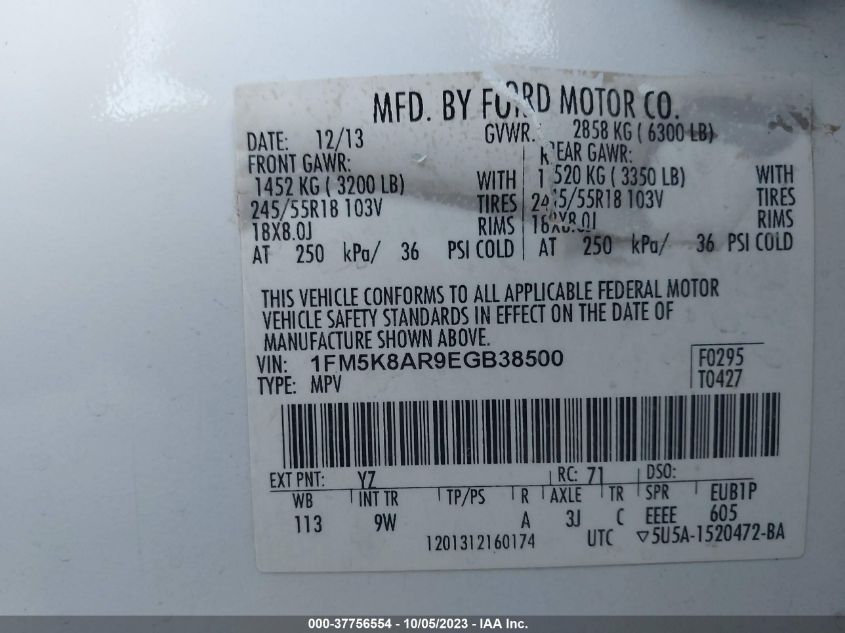 MFD. BY FORD MOTOR CO.
DATE: 12/13 GVWR. 2858 KG ( 6300 LB)
FRONT GAWR: REAR GAWR:
1452 KG ( 3200 LB) WITH 1520 KG ( 3350 LB) WITH
245/55R18 103V TIRES 245/55R18 103V TIRES
18X8.0J RIMS 18X8.0J RIMS
AT 250 kPa/ 36 PSI COLD AT 250 kPa/ 36 PSI COLD
THIS VEHICLE CONFORMS TO ALL APPLICABLE FEDERAL MOTOR
VEHICLE SAFETY STANDARDS IN EFFECT ON THE DATE OF
MANUFACTURE SHOWN ABOVE.
VIN: 1FM5K8AR9EGB38500 F0295
TYPE: MPV T0427
EXT PNT: YZ RC: 71 DSO:
WB INT TR TP/PS R AXLE TR SPR EUB1P
113 9W A 3J C EEEE 605
1201312160174 UTC ▽5U5A-1520472-BA
000-37756554 - 10/05/2023 - IAA Inc.